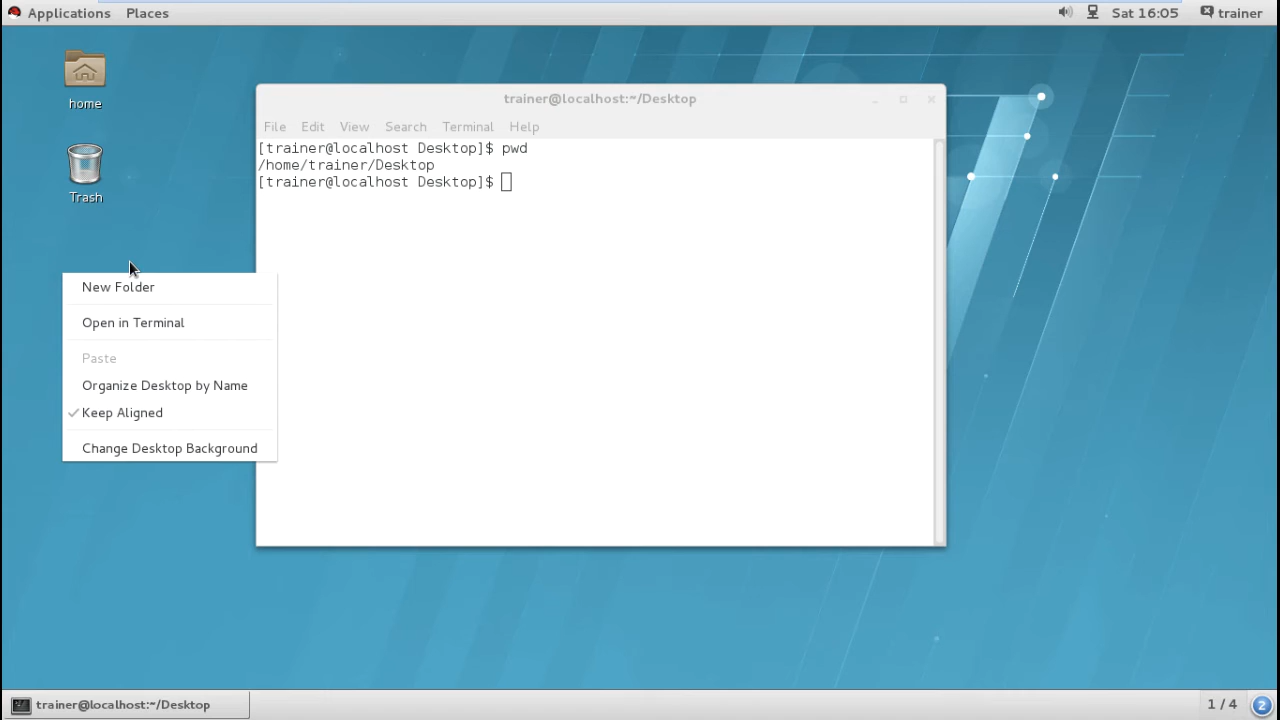 Applications Places Sat 16:05 trainer
home
Trash
trainer@localhost:~/Desktop
File Edit View Search Terminal Help
[trainer@localhost Desktop]$ pwd
/home/trainer/Desktop
[trainer@localhost Desktop]$
New Folder
Open in Terminal
Paste
Organize Desktop by Name
Keep Aligned
Change Desktop Background
trainer@localhost:~/Desktop 1 / 4 2